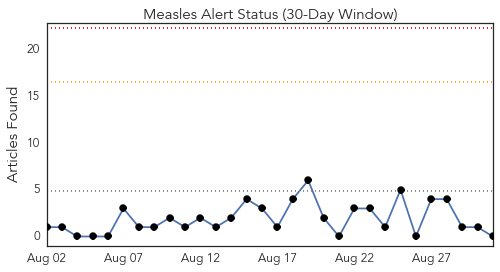 Measles Alert Status (30-Day Window)
Articles Found
20
15
10
5
0
Aug 02 Aug 07 Aug 12 Aug 17 Aug 22 Aug 27